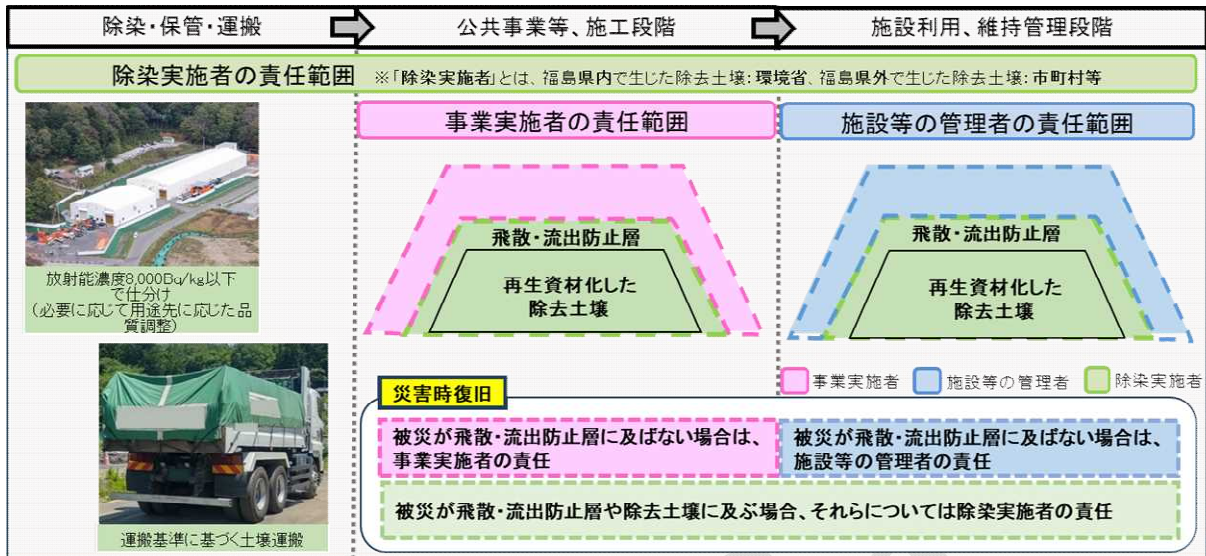 除染・保管・運搬
公共事業等、施工段階
施設利用、維持管理段階
除染実施者の責任範囲 ※「除染実施者」とは、福島県内で生じた除去土壌：環境省、福島県外で生じた除去土壌：市町村等
事業実施者の責任範囲
施設等の管理者の責任範囲
放射能濃度8,000Bq/kg以下
で仕分け
（必要に応じて用途先に応じた品
質調整）
運搬基準に基づく土壌運搬
飛散・流出防止層
再生資材化した
除去土壌
飛散・流出防止層
再生資材化した
除去土壌
事業実施者 施設等の管理者 除染実施者
災害時復旧
被災が飛散・流出防止層に及ばない場合は、
事業実施者の責任
被災が飛散・流出防止層に及ばない場合は、
施設等の管理者の責任
被災が飛散・流出防止層や除去土壌に及ぶ場合、それらについては除染実施者の責任